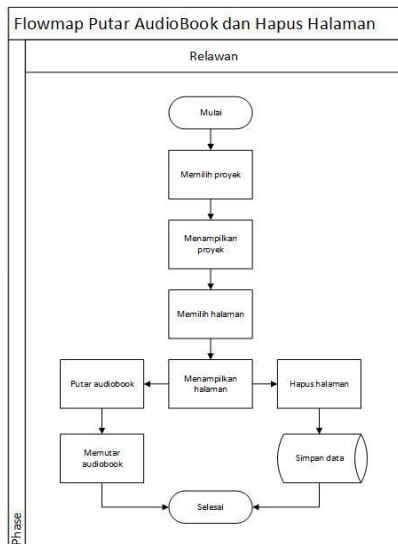 Flowmap Putar AudioBook dan Hapus Halaman
Relawan
Mulai
Memilih proyek
Menampilkan
proyek
Memilih halaman
Putar audiobook
Menampilkan
halaman
Hapus halaman
Memutar
audiobook
Simpan data
Selesai
Phase